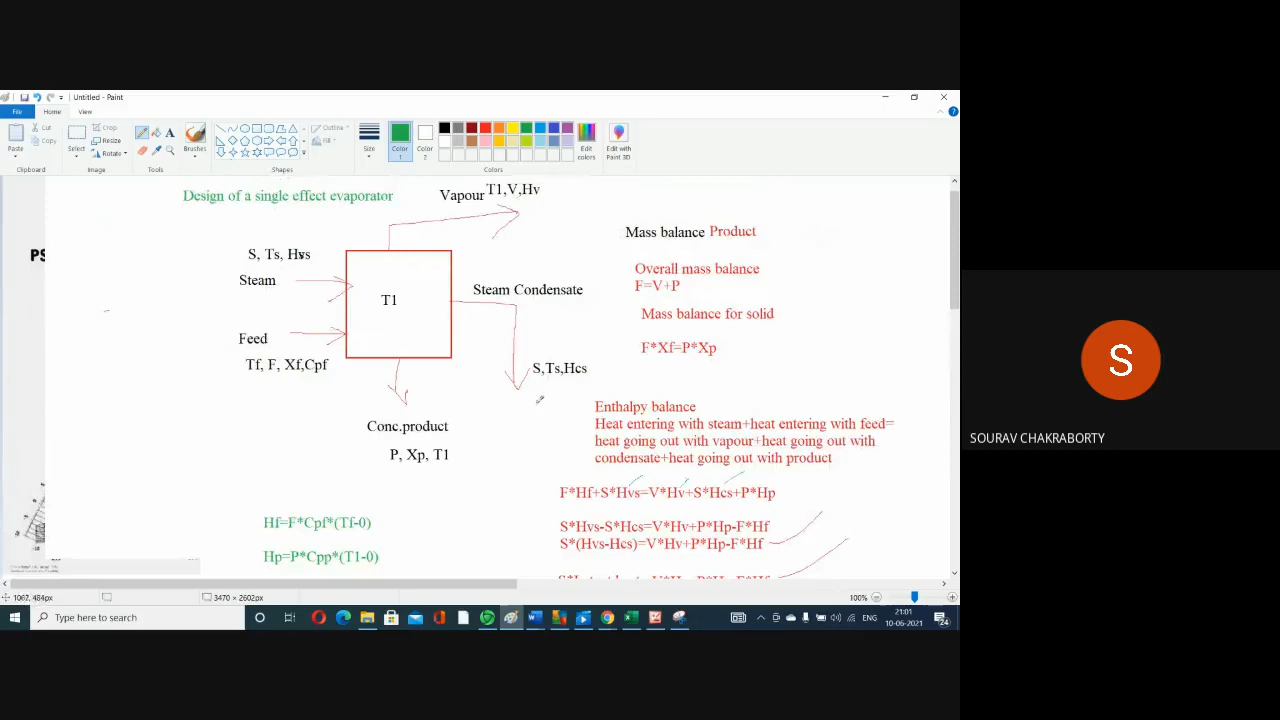 Untitled - Paint
File
Home
View
Paste
Cut
Copy
Clipboard
Select
Crop
Resize
Rotate
Image
Tools
Brushes
Outline
Fill
Shapes
Size
Color 1
Color 2
Edit colors
Edit with Paint 3D
Colors
Design of a single effect evaporator
Vapour T1,V,Hv
S, Ts, Hvs
Steam
T1
Steam Condensate
Feed
Tf, F, Xf,Cpf
S,Ts,Hcs
Conc.product
P, Xp, T1
Hf=F*Cpf*(Tf-0)
Hp=P*Cpp*(T1-0)
Mass balance Product
Overall mass balance
F=V+P
Mass balance for solid
F*Xf=P*Xp
Enthalpy balance
Heat entering with steam+heat entering with feed=
heat going out with vapour+heat going out with
condensate+heat going out with product
F*Hf+S*Hvs=V*Hv+S*Hcs+P*Hp
S*Hvs-S*Hcs=V*Hv+P*Hp-F*Hf
S*(Hvs-Hcs)=V*Hv+P*Hp-F*Hf
PS
1067, 484px
3470 × 2602px
100%
Type here to search
ENG
21:01
10-06-2021
24
S
SOURAV CHAKRABORTY